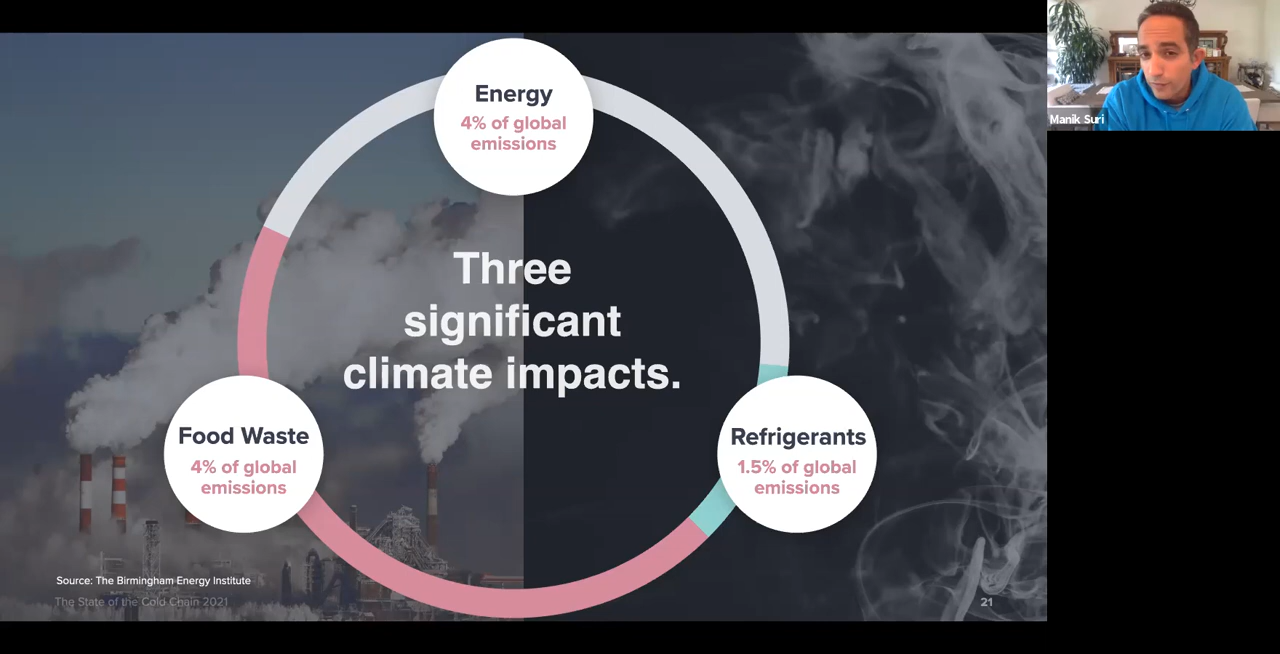 Energy
4% of global
emissions
Manik Suri
Three
significant
climate impacts.
Food Waste
4% of global
emissions
Refrigerants
1.5% of global
emissions
Source: The Birmingham Energy Institute
The State of the Cold Chain 2021
21